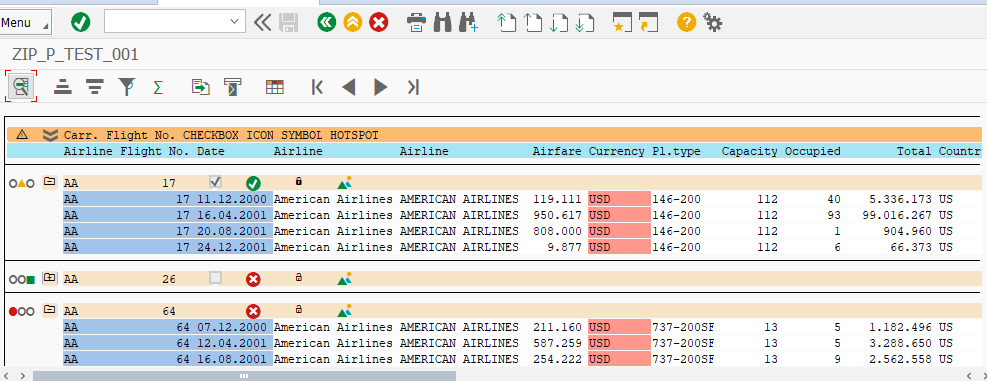 Menu
ZIP_P_TEST_001
Carr. Flight No. CHECKBOX ICON SYMBOL HOTSPOT
Airline Flight No. Date Airline Airline Airfare Currency Pl.type Capacity Occupied Total Countr
AA 17
AA 17 11.12.2000 American Airlines AMERICAN AIRLINES 119.111 USD 146-200 112 40 5.336.173 US
AA 17 16.04.2001 American Airlines AMERICAN AIRLINES 950.617 USD 146-200 112 93 99.016.267 US
AA 17 20.08.2001 American Airlines AMERICAN AIRLINES 808.000 USD 146-200 112 1 904.960 US
AA 17 24.12.2001 American Airlines AMERICAN AIRLINES 9.877 USD 146-200 112 6 66.373 US
AA 26
AA 64
AA 64 07.12.2000 American Airlines AMERICAN AIRLINES 211.160 USD 737-200SF 13 5 1.182.496 US
AA 64 12.04.2001 American Airlines AMERICAN AIRLINES 587.259 USD 737-200SF 13 5 3.288.650 US
AA 64 16.08.2001 American Airlines AMERICAN AIRLINES 254.222 USD 737-200SF 13 9 2.562.558 US